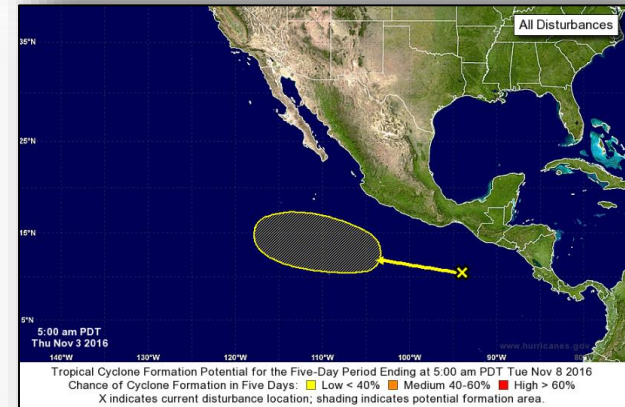 All Disturbances
35°N
25°N
15°N
5°N
5:00 am PDT
Thu Nov 3 2016
www.hurricanes.gov
140°W 130°W 120°W 110°W 100°W 90°W 80°
Tropical Cyclone Formation Potential for the Five-Day Period Ending at 5:00 am PDT Tue Nov 8 2016
Chance of Cyclone Formation in Five Days: Low < 40% Medium 40-60% High > 60%
X indicates current disturbance location; shading indicates potential formation area.